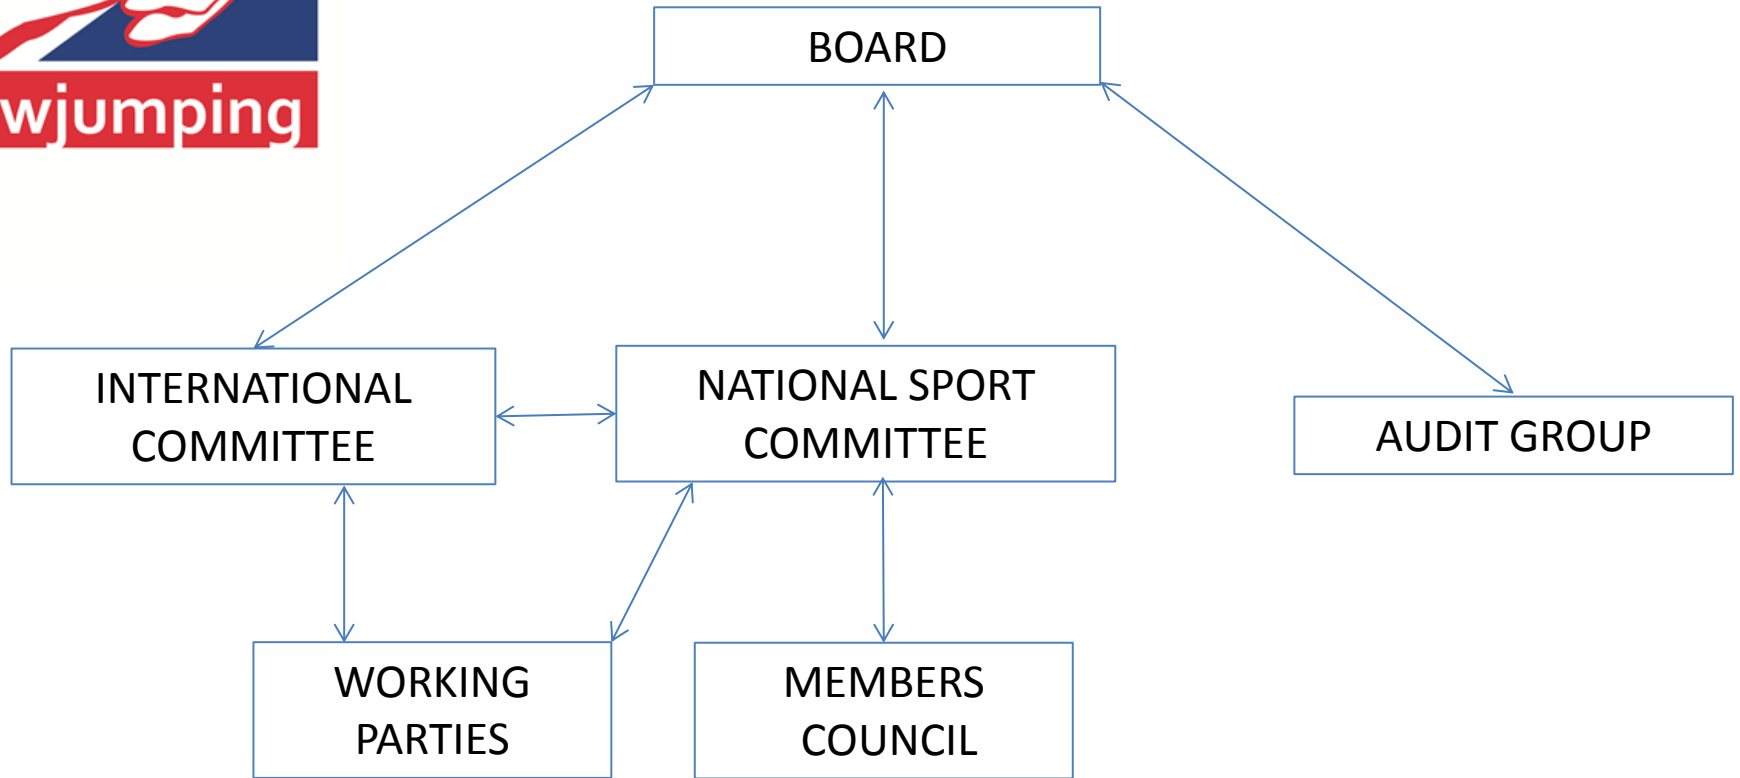 wjumping
BOARD
INTERNATIONAL
COMMITTEE
NATIONAL SPORT
COMMITTEE
AUDIT GROUP
WORKING
PARTIES
MEMBERS
COUNCIL